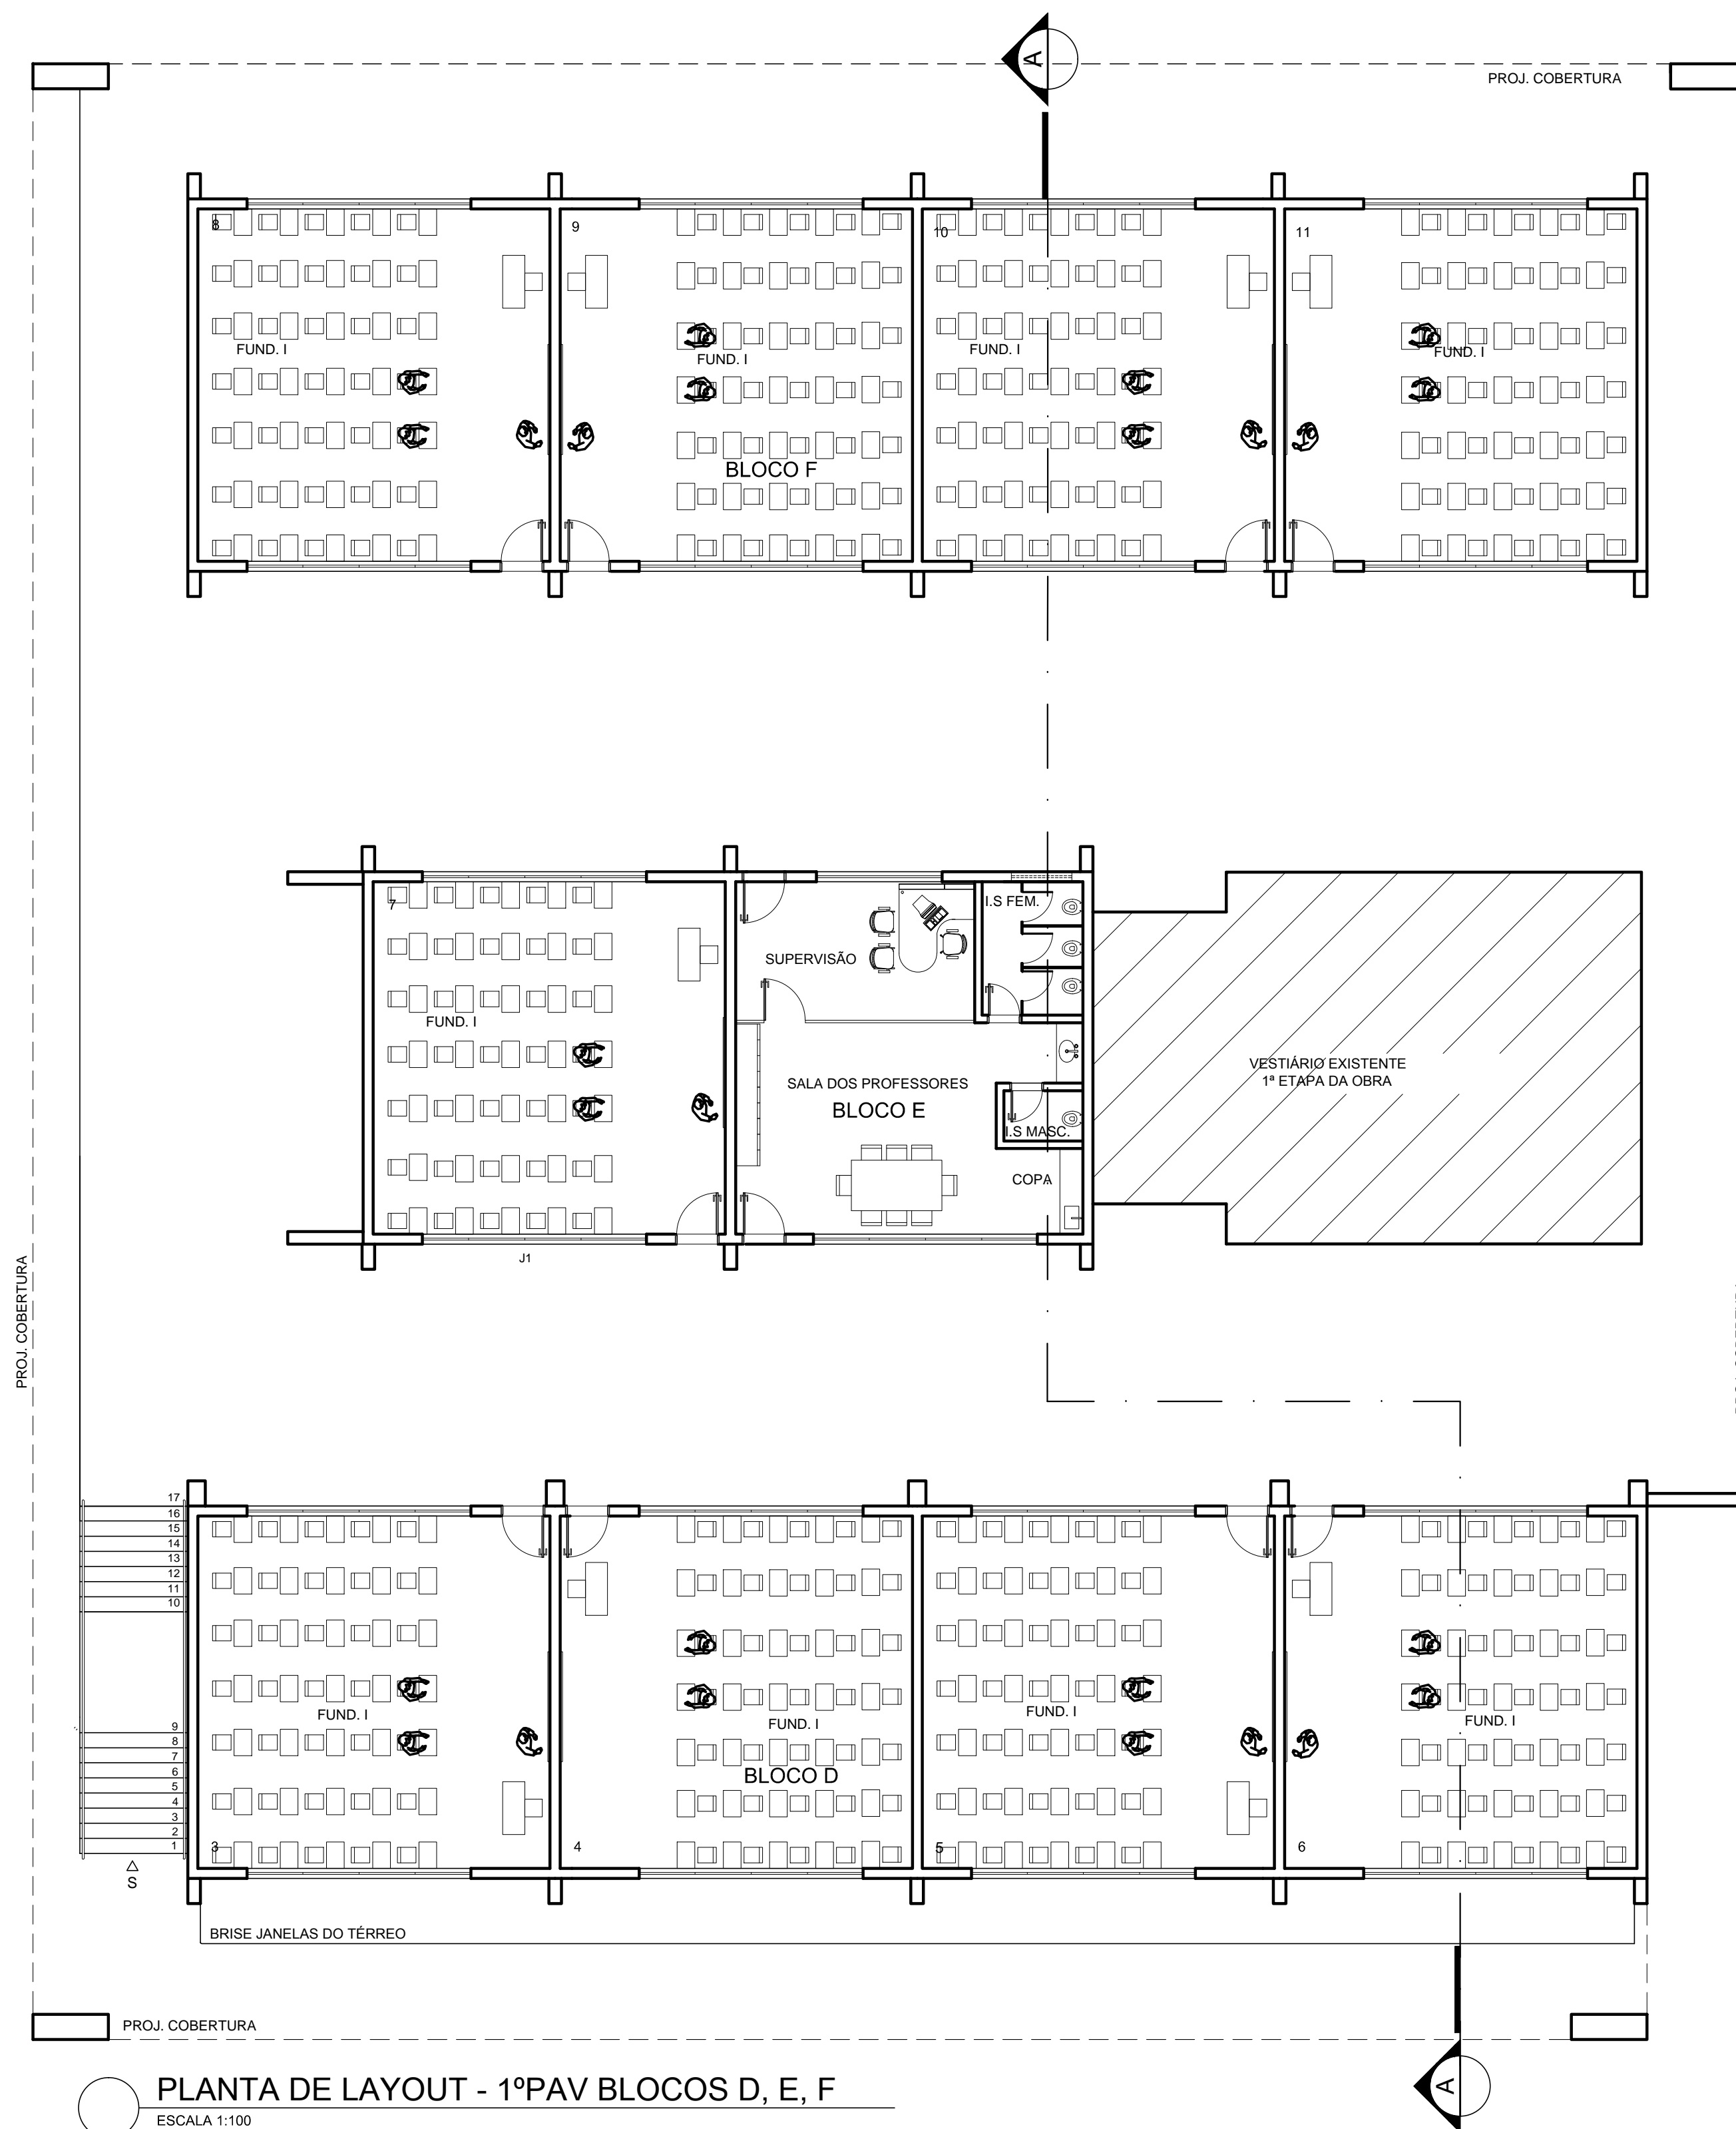 A
PROJ. COBERTURA
8
9
10
11
FUND. I
FUND. I
FUND. I
FUND. I
BLOCO F
7
I.S FEM.
SUPERVISÃO
FUND. I
VESTIÁRIO EXISTENTE
1ª ETAPA DA OBRA
SALA DOS PROFESSORES
BLOCO E
I.S MASC.
COPA
J1
PROJ. COBERTURA
17
16
15
14
13
12
11
10
9
8
7
6
5
4
3
2
1
S
FUND. I
FUND. I
FUND. I
FUND. I
BLOCO D
3
4
5
6
BRISE JANELAS DO TÉRREO
PROJ. COBERTURA
A
PLANTA DE LAYOUT - 1ºPAV BLOCOS D, E, F
ESCALA 1:100